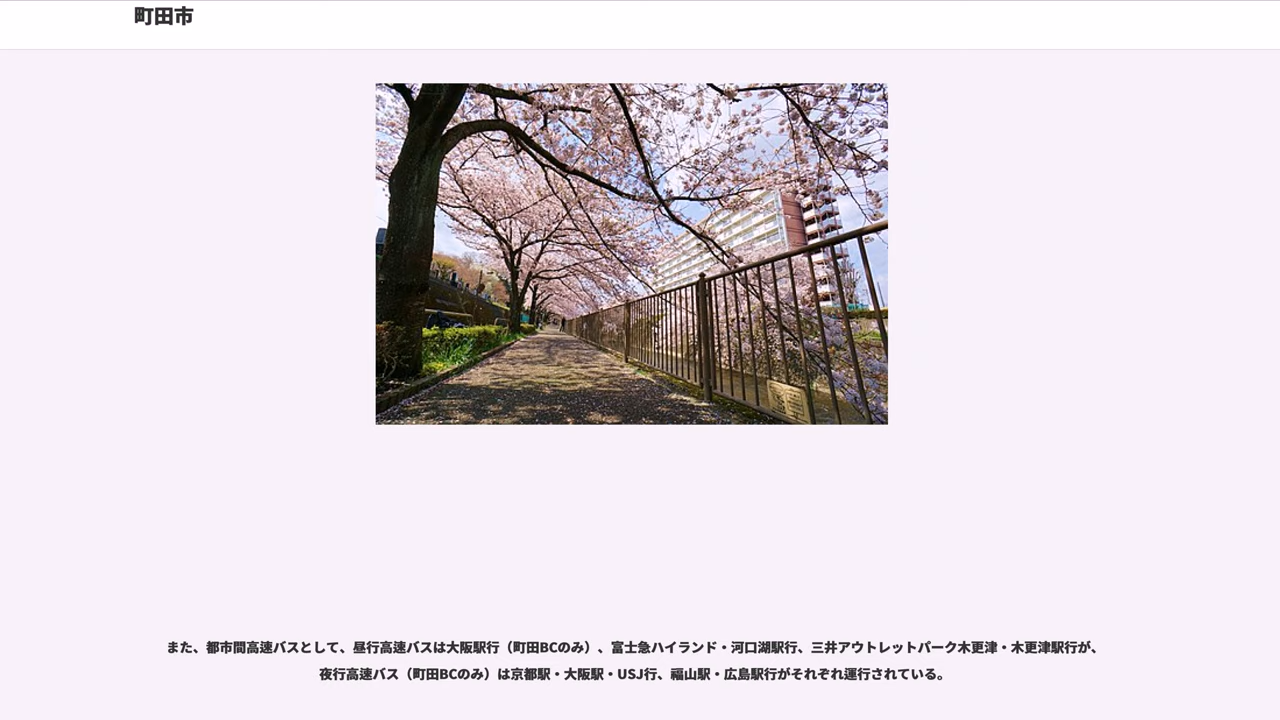 町田市
また、都市間高速バスとして、昼行高速バスは大阪駅行（町田BCのみ）、富士急ハイランド・河口湖駅行、三井アウトレットパーク木更津・木更津駅行が、
夜行高速バス（町田BCのみ）は京都駅・大阪駅・USJ行、福山駅・広島駅行がそれぞれ運行されている。